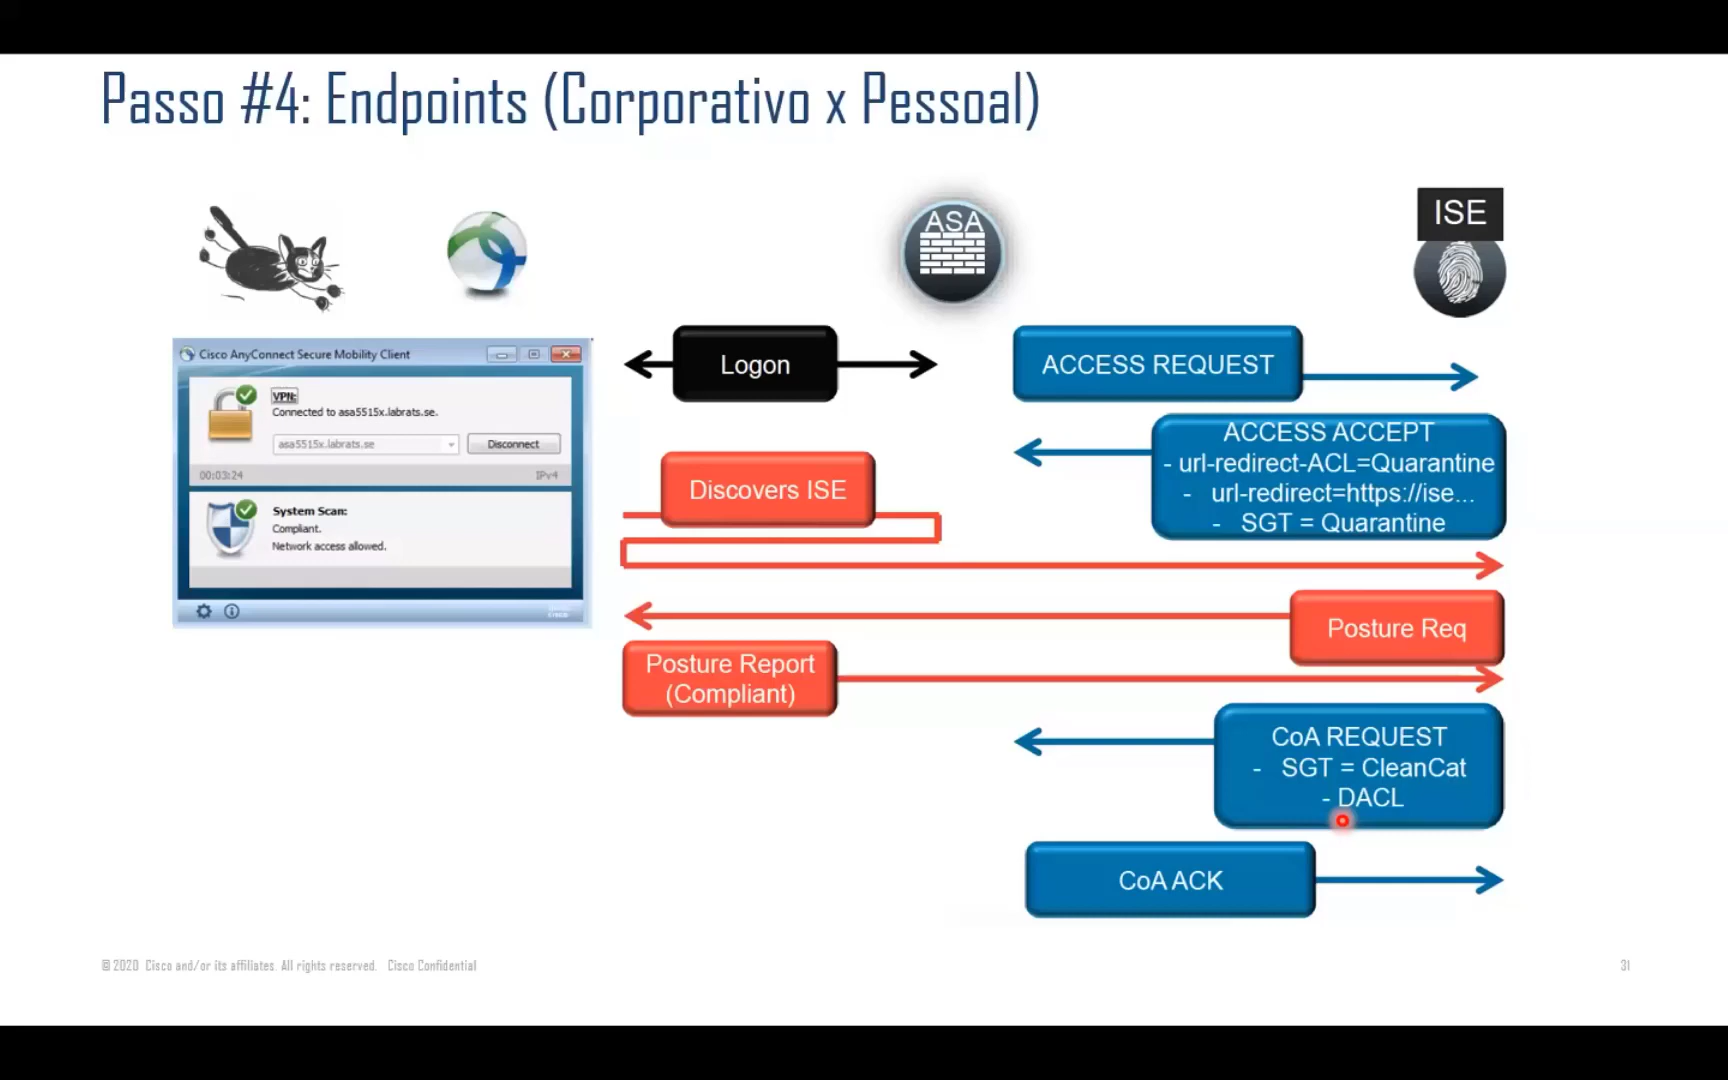 Passo #4: Endpoints (Corporativo x Pessoal)
ASA
ISE
Cisco AnyConnect Secure Mobility Client
VPN:
Connected to asa5515x.labrats.se.
asa5515x.labrats.se
Disconnect
00:03:24
IPv4
System Scan:
Compliant.
Network access allowed.
Logon
ACCESS REQUEST
ACCESS ACCEPT
- url-redirect-ACL=Quarantine
- url-redirect=https://ise...
- SGT = Quarantine
Discovers ISE
Posture Req
Posture Report
(Compliant)
CoA REQUEST
- SGT = CleanCat
- DACL
CoA ACK
© 2020 Cisco and/or its affiliates. All rights reserved. Cisco Confidential
31